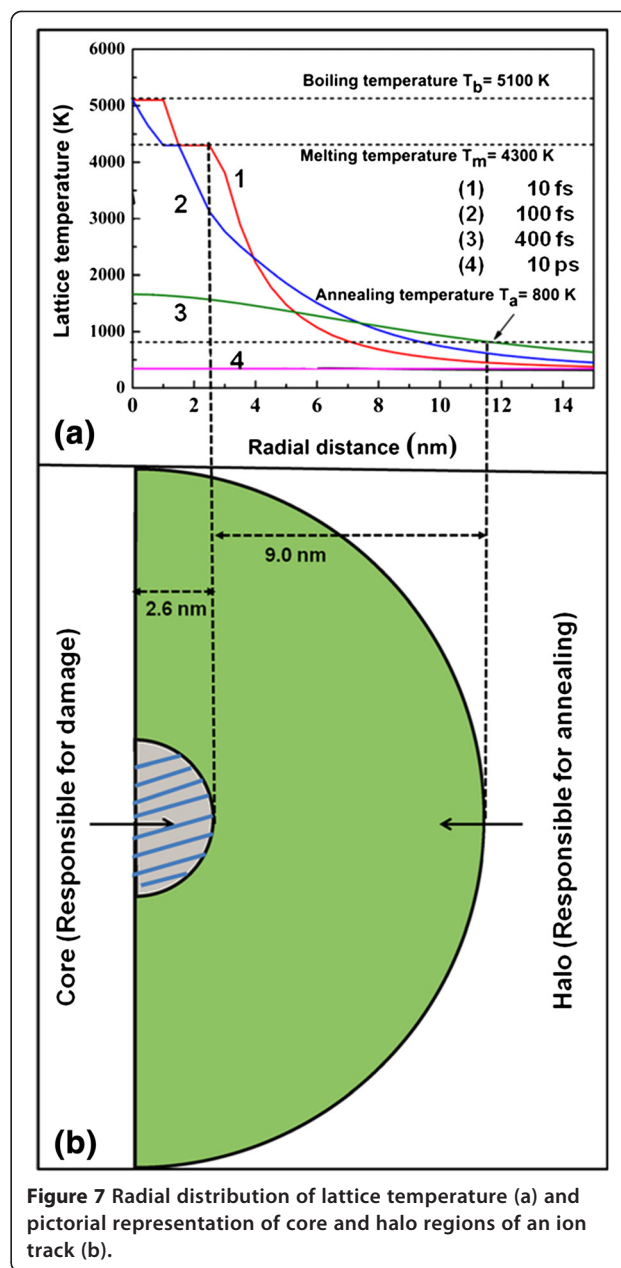 6000
5000
4000
3000
2000
1000
0
Lattice temperature (K)
Boiling temperature Tb= 5100 K
Melting temperature Tm= 4300 K
(1) 10 fs
(2) 100 fs
(3) 400 fs
(4) 10 ps
Annealing temperature Ta= 800 K
1
2
3
4
0 2 4 6 8 10 12 14
Radial distance (nm)
(a)
9.0 nm
2.6 nm
Core (Responsible for damage)
Halo (Responsible for annealing)
(b)
Figure 7 Radial distribution of lattice temperature (a) and
pictorial representation of core and halo regions of an ion
track (b).